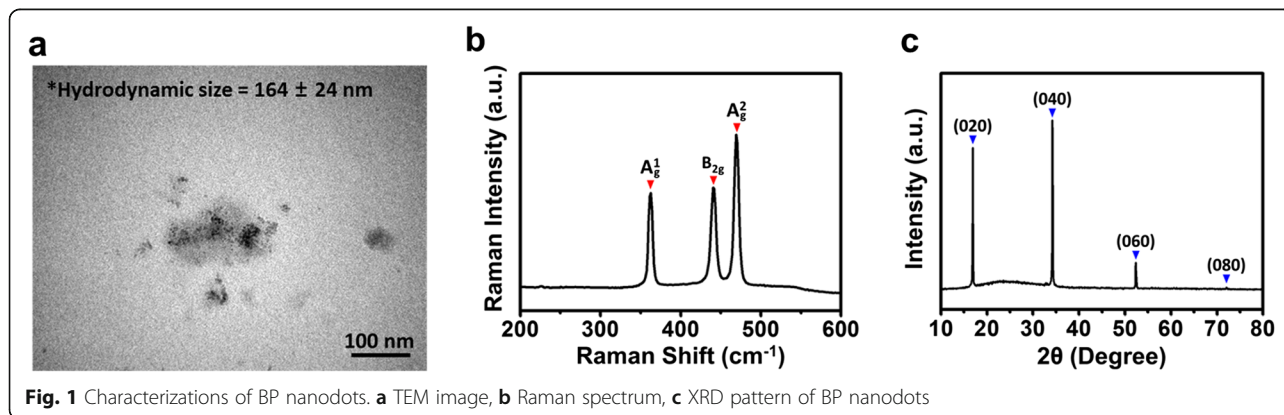 a
*Hydrodynamic size = 164 ± 24 nm
100 nm
b
Raman Intensity (a.u.)
A¹g
B2g
A²g
200 300 400 500 600
Raman Shift (cm⁻¹)
c
Intensity (a.u.)
(020)
(040)
(060)
(080)
10 20 30 40 50 60 70 80
2θ (Degree)
Fig. 1 Characterizations of BP nanodots. a TEM image, b Raman spectrum, c XRD pattern of BP nanodots